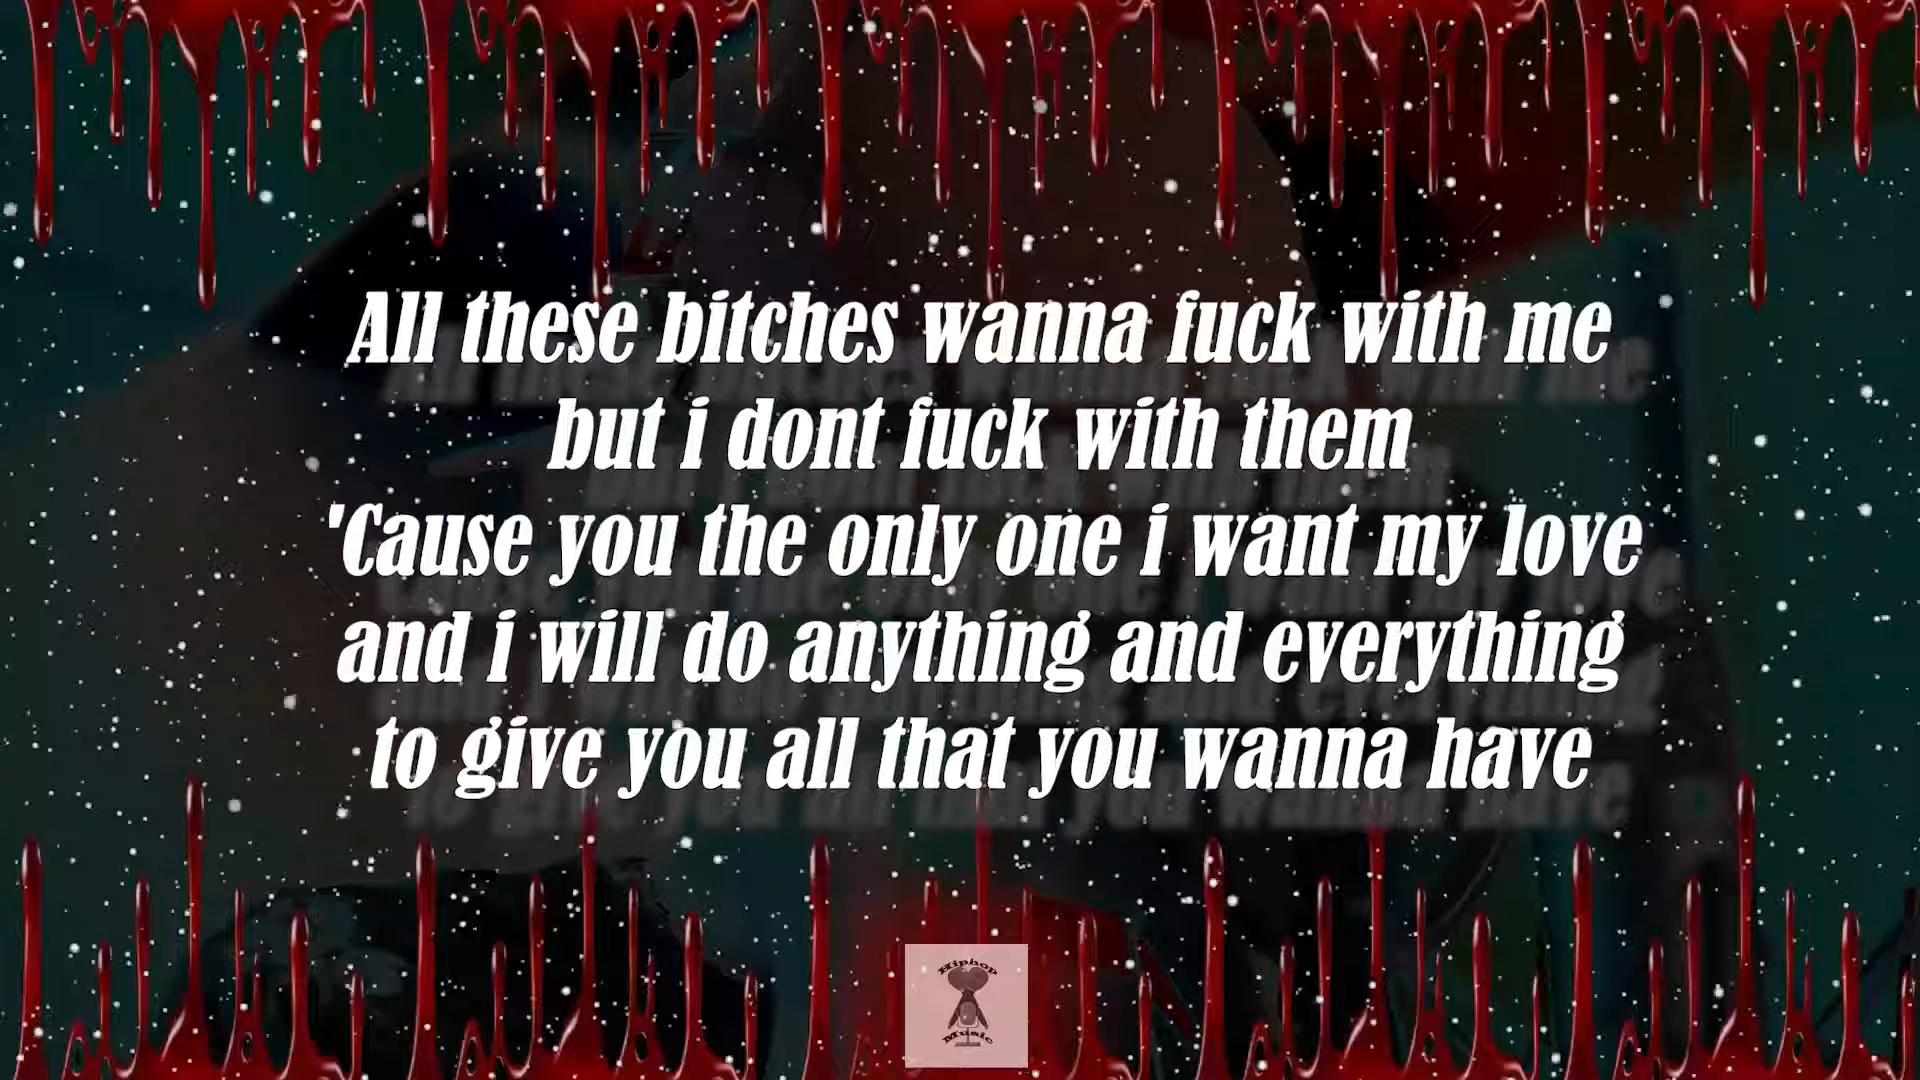 All these bitches wanna fuck with me
but i dont fuck with them
'Cause you the only one i want my love
and i will do anything and everything
to give you all that you wanna have
Hiphop
Music